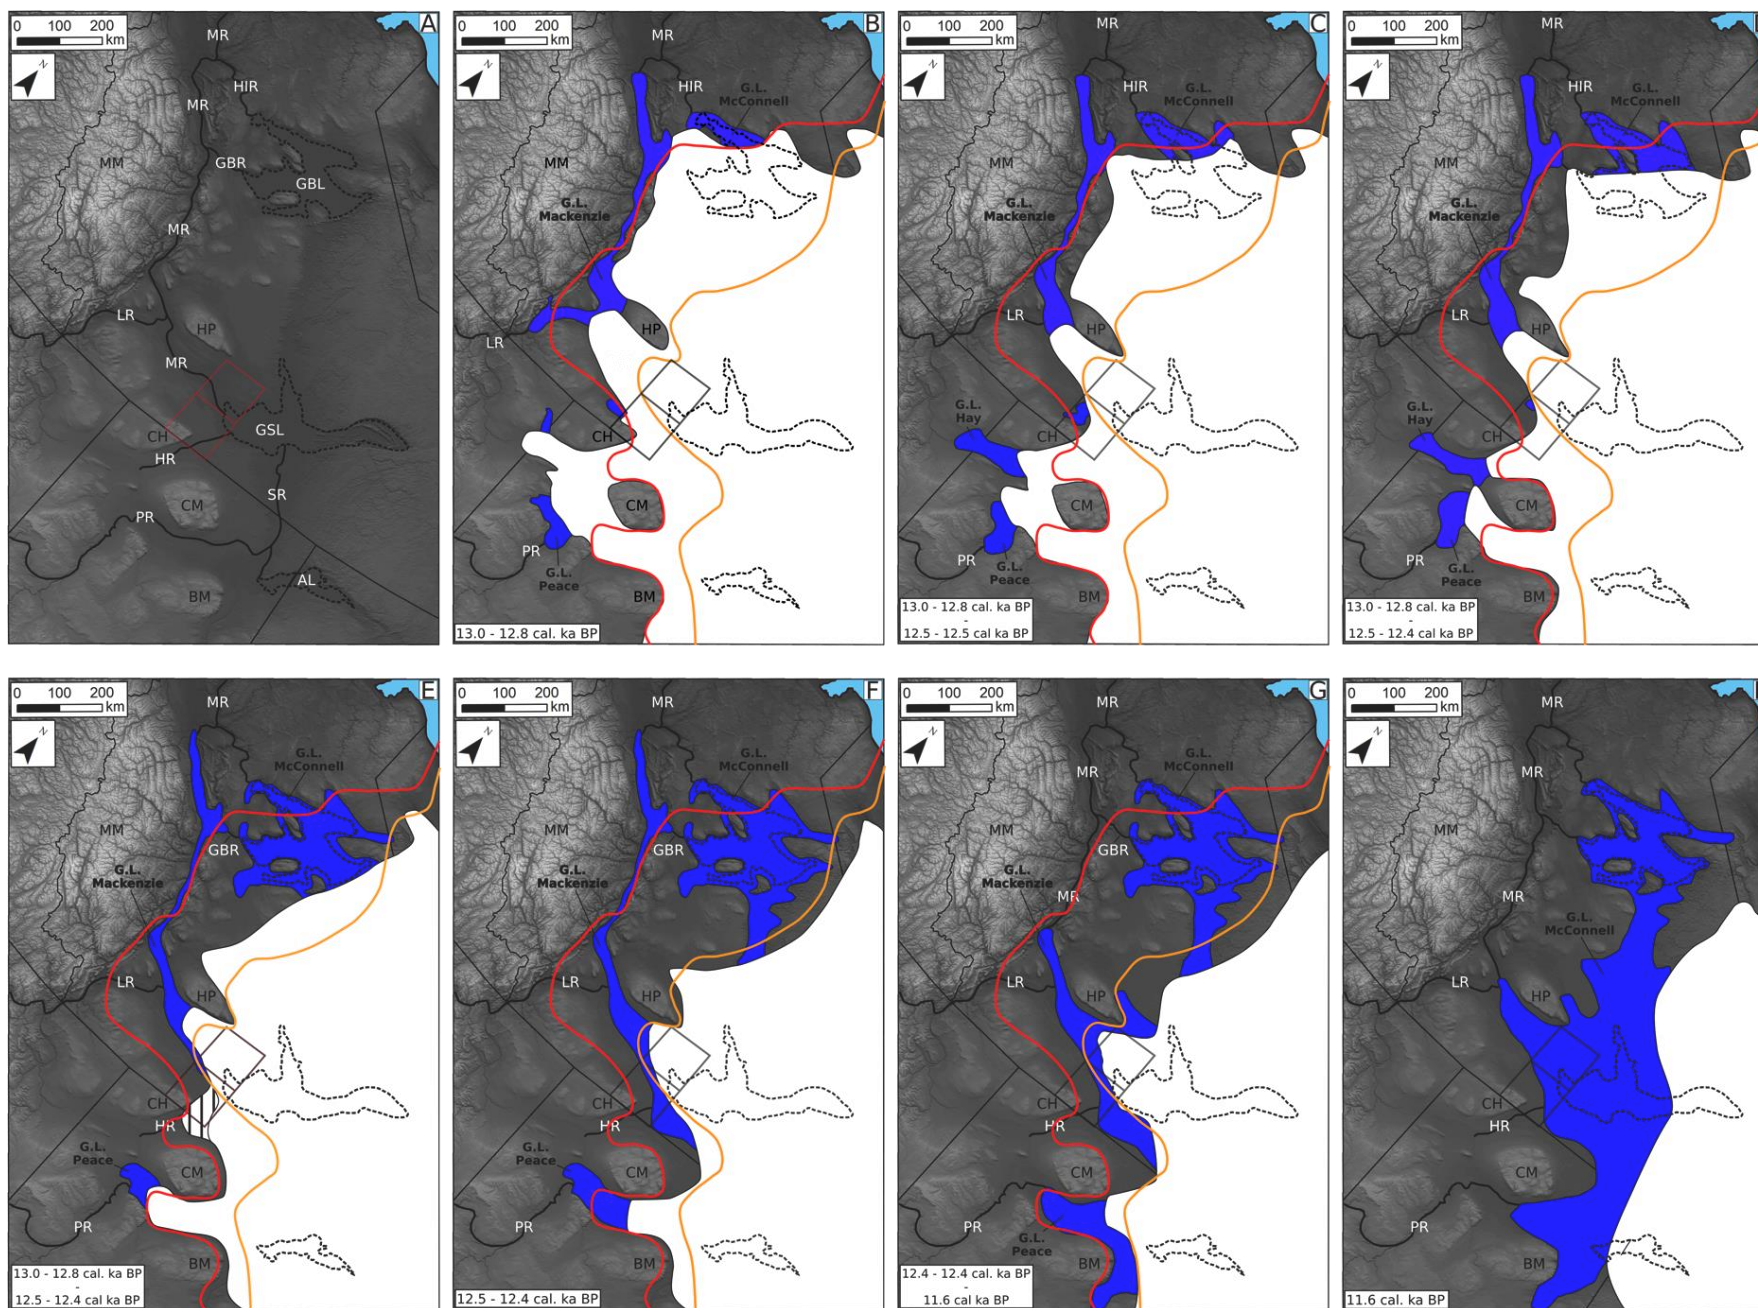 0 100 200
km
A
N
MR
MR
HIR
MM
GBR
GBL
MR
LR
HP
MR
CH
GSL
HR
CM
SR
PR
AL
BM
0 100 200
km
B
N
MR
HIR
G.L.
McConnell
MM
G.L.
Mackenzie
LR
HP
CH
CM
PR
G.L.
Peace
BM
13.0 - 12.8 cal. ka BP
0 100 200
km
C
N
MR
HIR
G.L.
McConnell
MM
G.L.
Mackenzie
LR
HP
G.L.
Hay
CH
CM
PR
G.L.
Peace
BM
13.0 - 12.8 cal. ka BP
-
12.5 - 12.5 cal ka BP
0 100 200
km
N
MR
HIR
G.L.
McConnell
MM
G.L.
Mackenzie
LR
HP
G.L.
Hay
CH
CM
PR
G.L.
Peace
BM
13.0 - 12.8 cal. ka BP
-
12.5 - 12.4 cal ka BP
0 100 200
km
E
N
MR
G.L.
McConnell
MM
GBR
G.L.
Mackenzie
LR
HP
CH
HR
G.L.
Peace
CM
PR
BM
13.0 - 12.8 cal. ka BP
-
12.5 - 12.4 cal ka BP
0 100 200
km
F
N
MR
G.L.
McConnell
MM
GBR
G.L.
Mackenzie
LR
HP
CH
HR
G.L.
Peace
CM
PR
BM
12.5 - 12.4 cal. ka BP
0 100 200
km
G
N
MR
MR
G.L.
McConnell
MM
GBR
G.L.
Mackenzie
MR
LR
HP
CH
HR
CM
PR
G.L.
Peace
BM
12.4 - 12.4 cal. ka BP
-
11.6 cal ka BP
0 100 200
km
N
MR
MR
MM
MR
G.L.
McConnell
LR
HP
CH
HR
CM
PR
BM
11.6 cal. ka BP